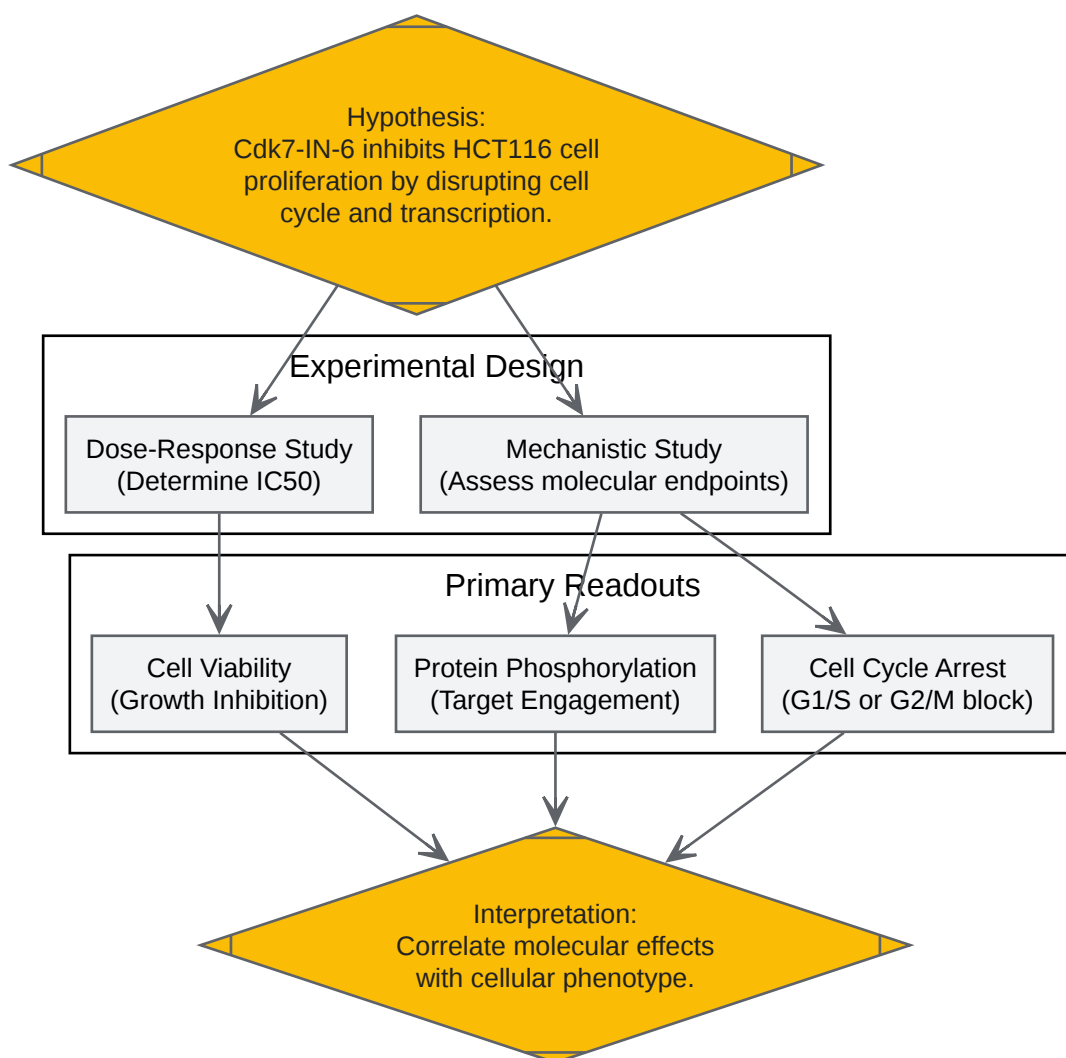 Hypothesis:
Cdk7-IN-6 inhibits HCT116 cell
proliferation by disrupting cell
cycle and transcription.
Experimental Design
Dose-Response Study
(Determine IC50)
Mechanistic Study
(Assess molecular endpoints)
Primary Readouts
Cell Viability
(Growth Inhibition)
Protein Phosphorylation
(Target Engagement)
Cell Cycle Arrest
(G1/S or G2/M block)
Interpretation:
Correlate molecular effects
with cellular phenotype.